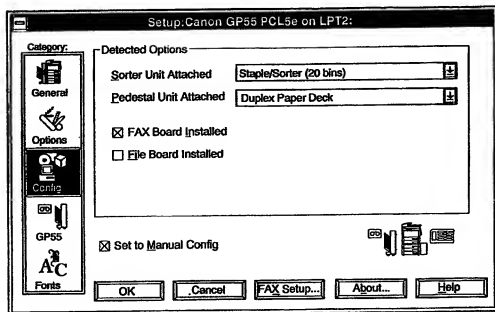 Setup:Canon GP55 PCL5e on LPT2:
Category:
General
Options
Config
GP55
Fonts
Detected Options
Sorter Unit Attached Staple/Sorter (20 bins)
Pedestal Unit Attached Duplex Paper Deck
FAX Board Installed
File Board Installed
Set to Manual Config
OK .Cancel FAX Setup... About... Help